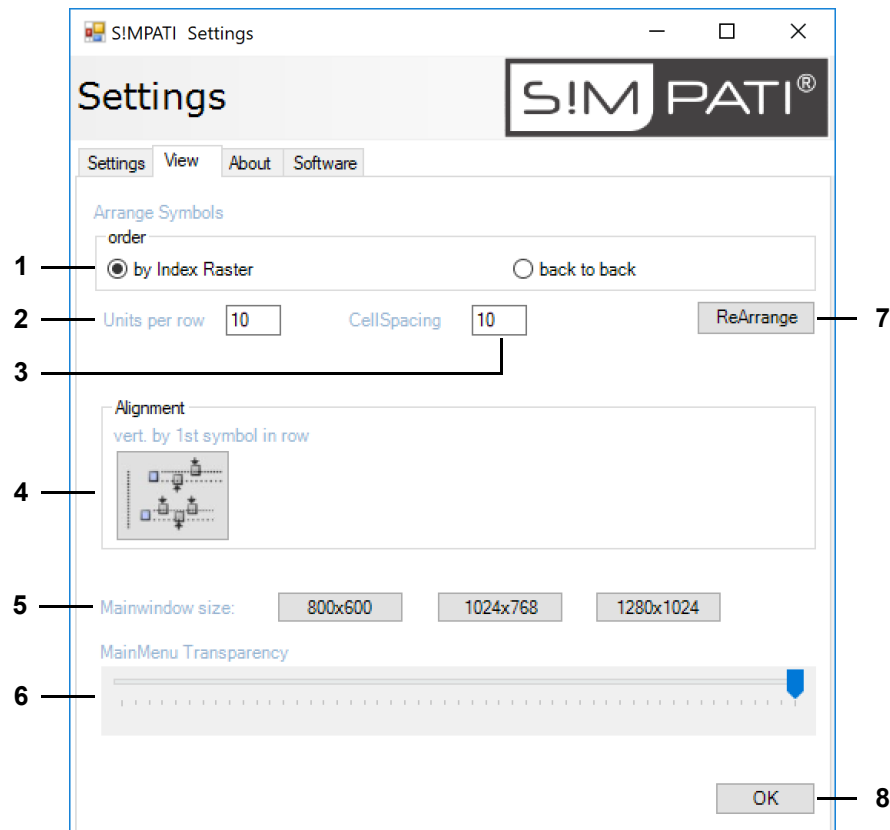 S!MPATI Settings
Settings
S!MPATI®
Settings View About Software
Arrange Symbols
order
1
by Index Raster
back to back
2
Units per row 10
CellSpacing 10
ReArrange
7
3
Alignment
vert. by 1st symbol in row
4
5
Mainwindow size: 800x600 1024x768 1280x1024
MainMenu Transparency
6
OK
8